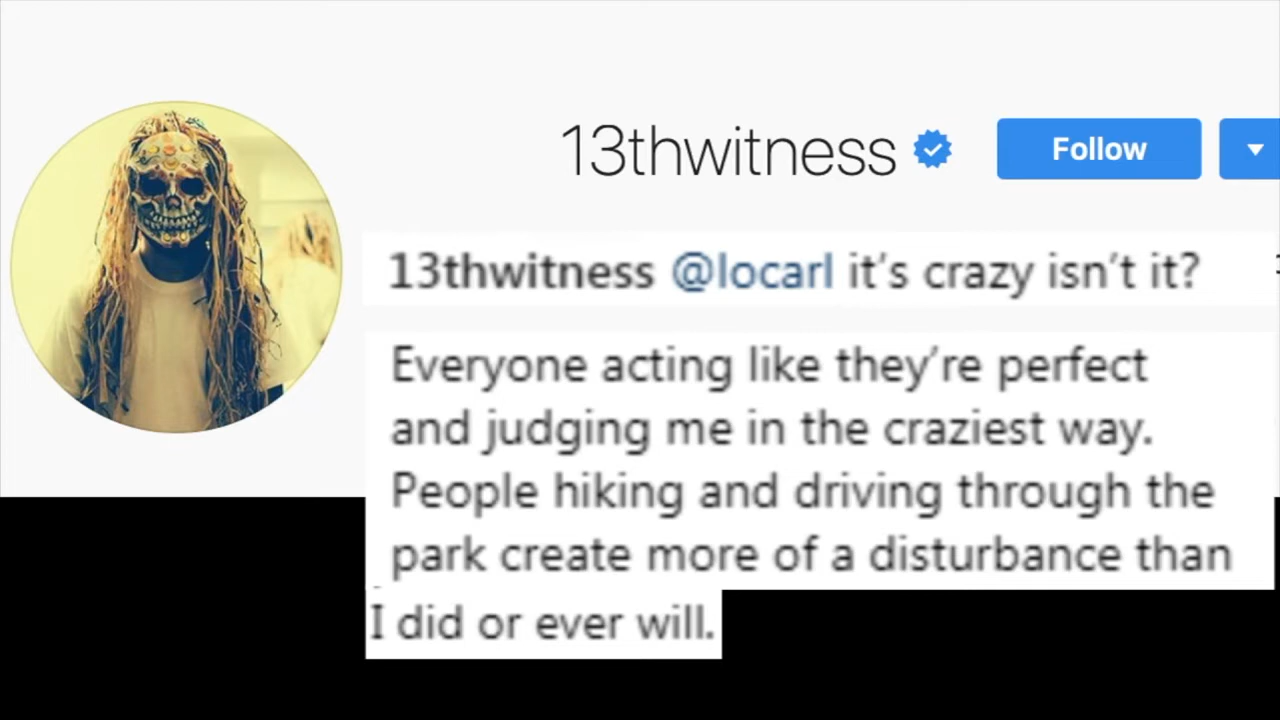 13thwitness
Follow
13thwitness @locarl it's crazy isn't it?
Everyone acting like they're perfect
and judging me in the craziest way.
People hiking and driving through the
park create more of a disturbance than
I did or ever will.